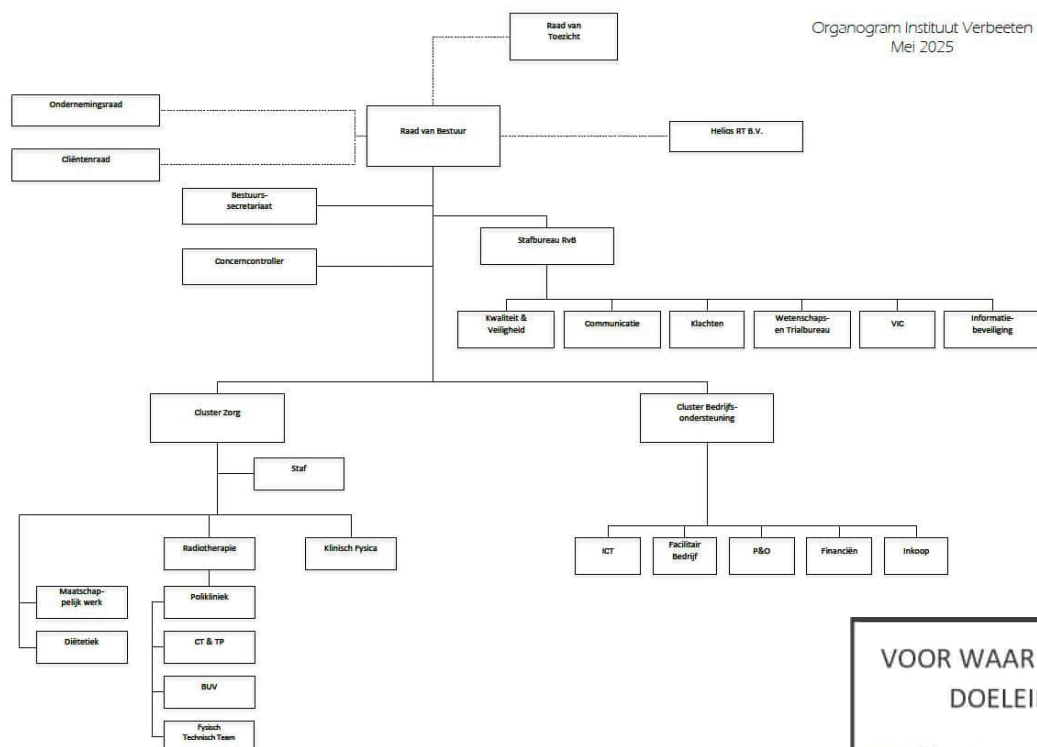 Organogram Instituut Verbeeten
Mei 2025
Raad van
Toezicht
Ondernemingsraad
Raad van Bestuur
Helios RT B.V.
Cliëntenraad
Bestuurs-
secretariaat
Stafbureau RvB
Concerncontroller
Kwaliteit &
Veiligheid
Communicatie
Klachten
Wetenschaps-
en Trialbureau
VIC
Informatie-
beveiliging
Cluster Zorg
Cluster Bedrijfs-
ondersteuning
Staf
Radiotherapie
Klinisch Fysica
ICT
Facilitair
Bedrijf
P&O
Financiën
Inkoop
Maatschap-
pelijk werk
Polikliniek
Diëtetiek
CT & TP
BUV
Fysisch
Technisch Team
VOOR WAAR
DOELEI